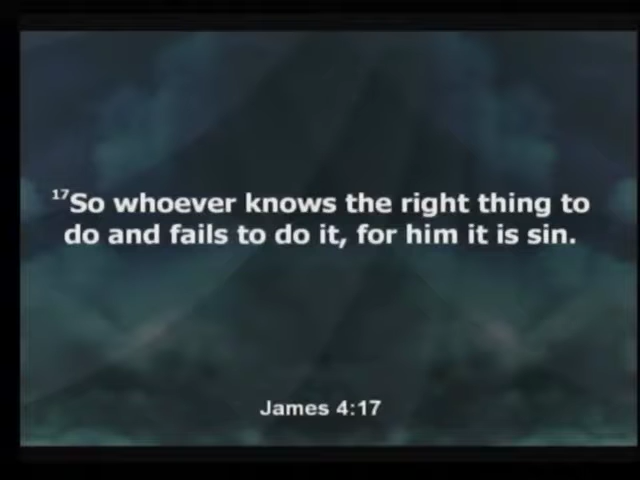 ¹⁷So whoever knows the right thing to
do and fails to do it, for him it is sin.
James 4:17